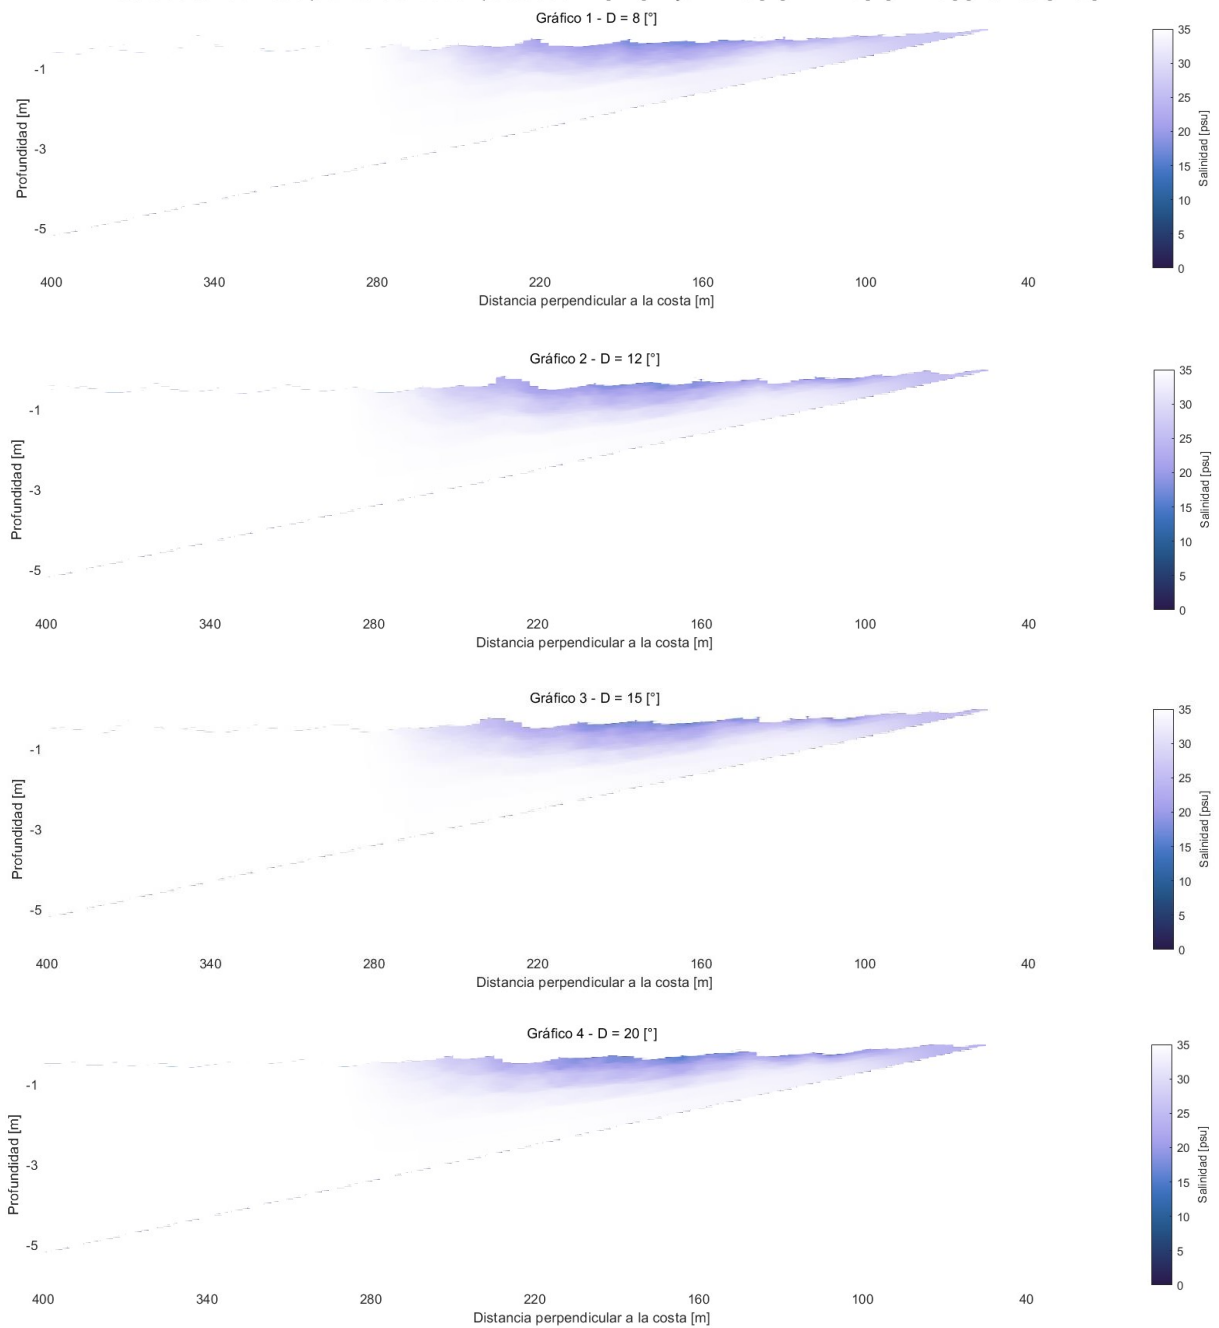 Gráfico 1 - D = 8 [°]
-1
-3
-5
Profundidad [m]
400 340 280 220 160 100 40
Distancia perpendicular a la costa [m]
35
30
25
20
15
10
5
0
Salinidad [psu]
Gráfico 2 - D = 12 [°]
-1
-3
-5
Profundidad [m]
400 340 280 220 160 100 40
Distancia perpendicular a la costa [m]
35
30
25
20
15
10
5
0
Salinidad [psu]
Gráfico 3 - D = 15 [°]
-1
-3
-5
Profundidad [m]
400 340 280 220 160 100 40
Distancia perpendicular a la costa [m]
35
30
25
20
15
10
5
0
Salinidad [psu]
Gráfico 4 - D = 20 [°]
-1
-3
-5
Profundidad [m]
400 340 280 220 160 100 40
Distancia perpendicular a la costa [m]
35
30
25
20
15
10
5
0
Salinidad [psu]